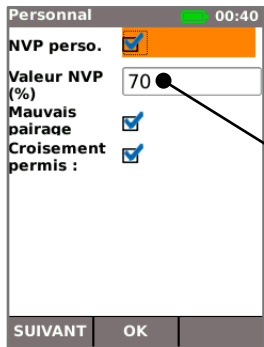 Personnal 00:40
NVP perso.
Valeur NVP
(%)
70
Mauvais
pairage
Croisement
permis :
SUIVANT OK